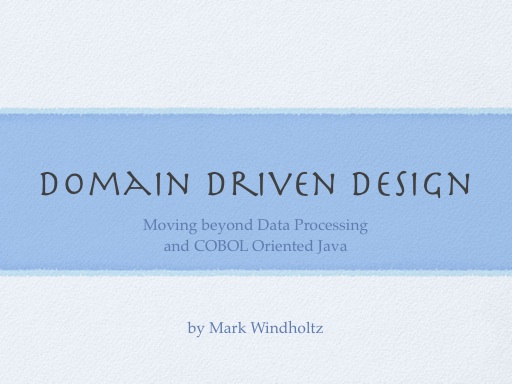 DOMAIN DRIVEN DESIGN
Moving beyond Data Processing
and COBOL Oriented Java
by Mark Windholtz